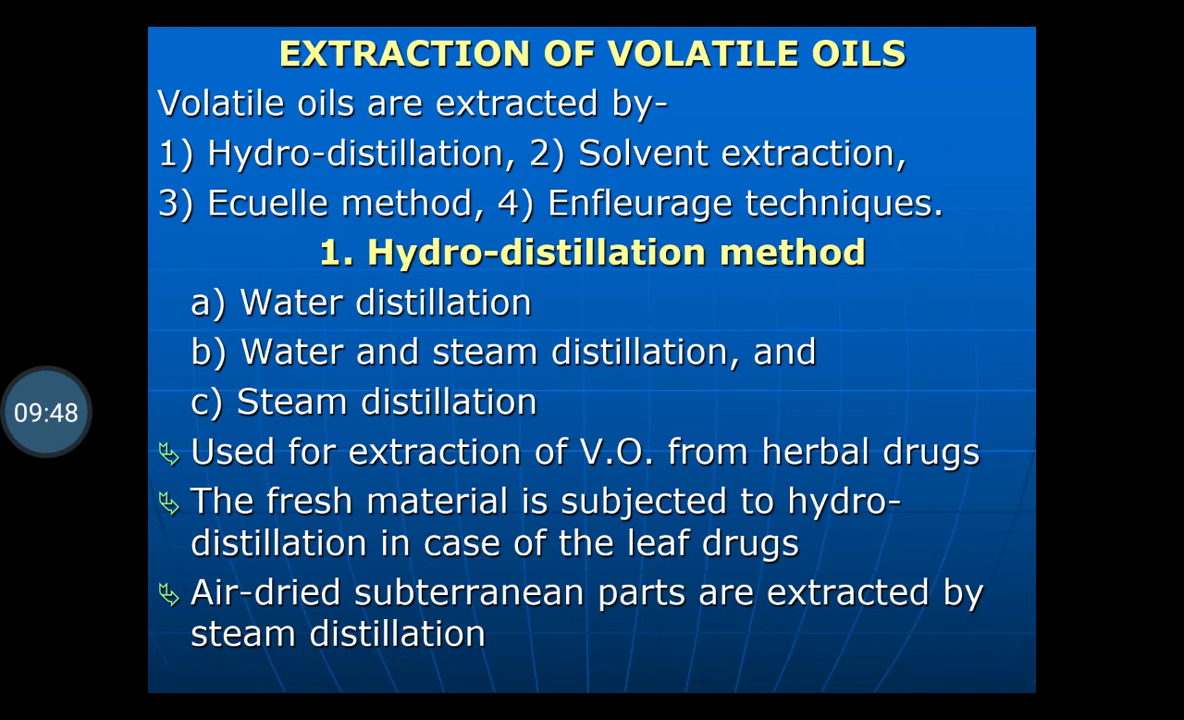 EXTRACTION OF VOLATILE OILS
Volatile oils are extracted by-
1) Hydro-distillation, 2) Solvent extraction,
3) Ecuelle method, 4) Enfleurage techniques.
1. Hydro-distillation method
a) Water distillation
b) Water and steam distillation, and
c) Steam distillation
09:48
Used for extraction of V.O. from herbal drugs
The fresh material is subjected to hydro-
distillation in case of the leaf drugs
Air-dried subterranean parts are extracted by
steam distillation